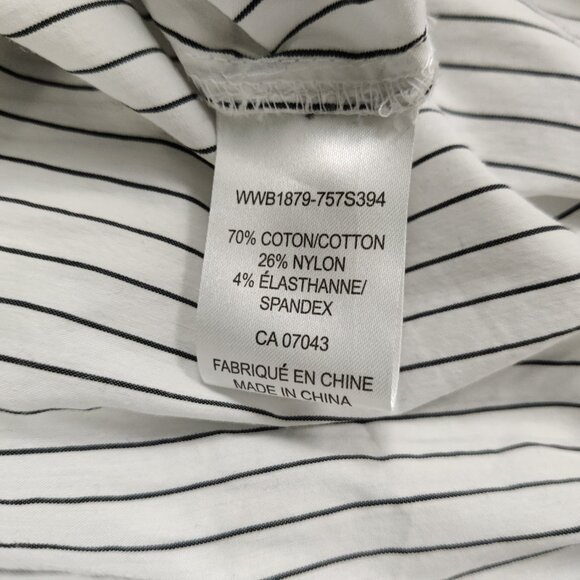 WWB1879-757S394
70% COTON/COTTON
26% NYLON
4% ÉLASTHANNE/
SPANDEX
CA 07043
FABRIQUÉ EN CHINE
MADE IN CHINA